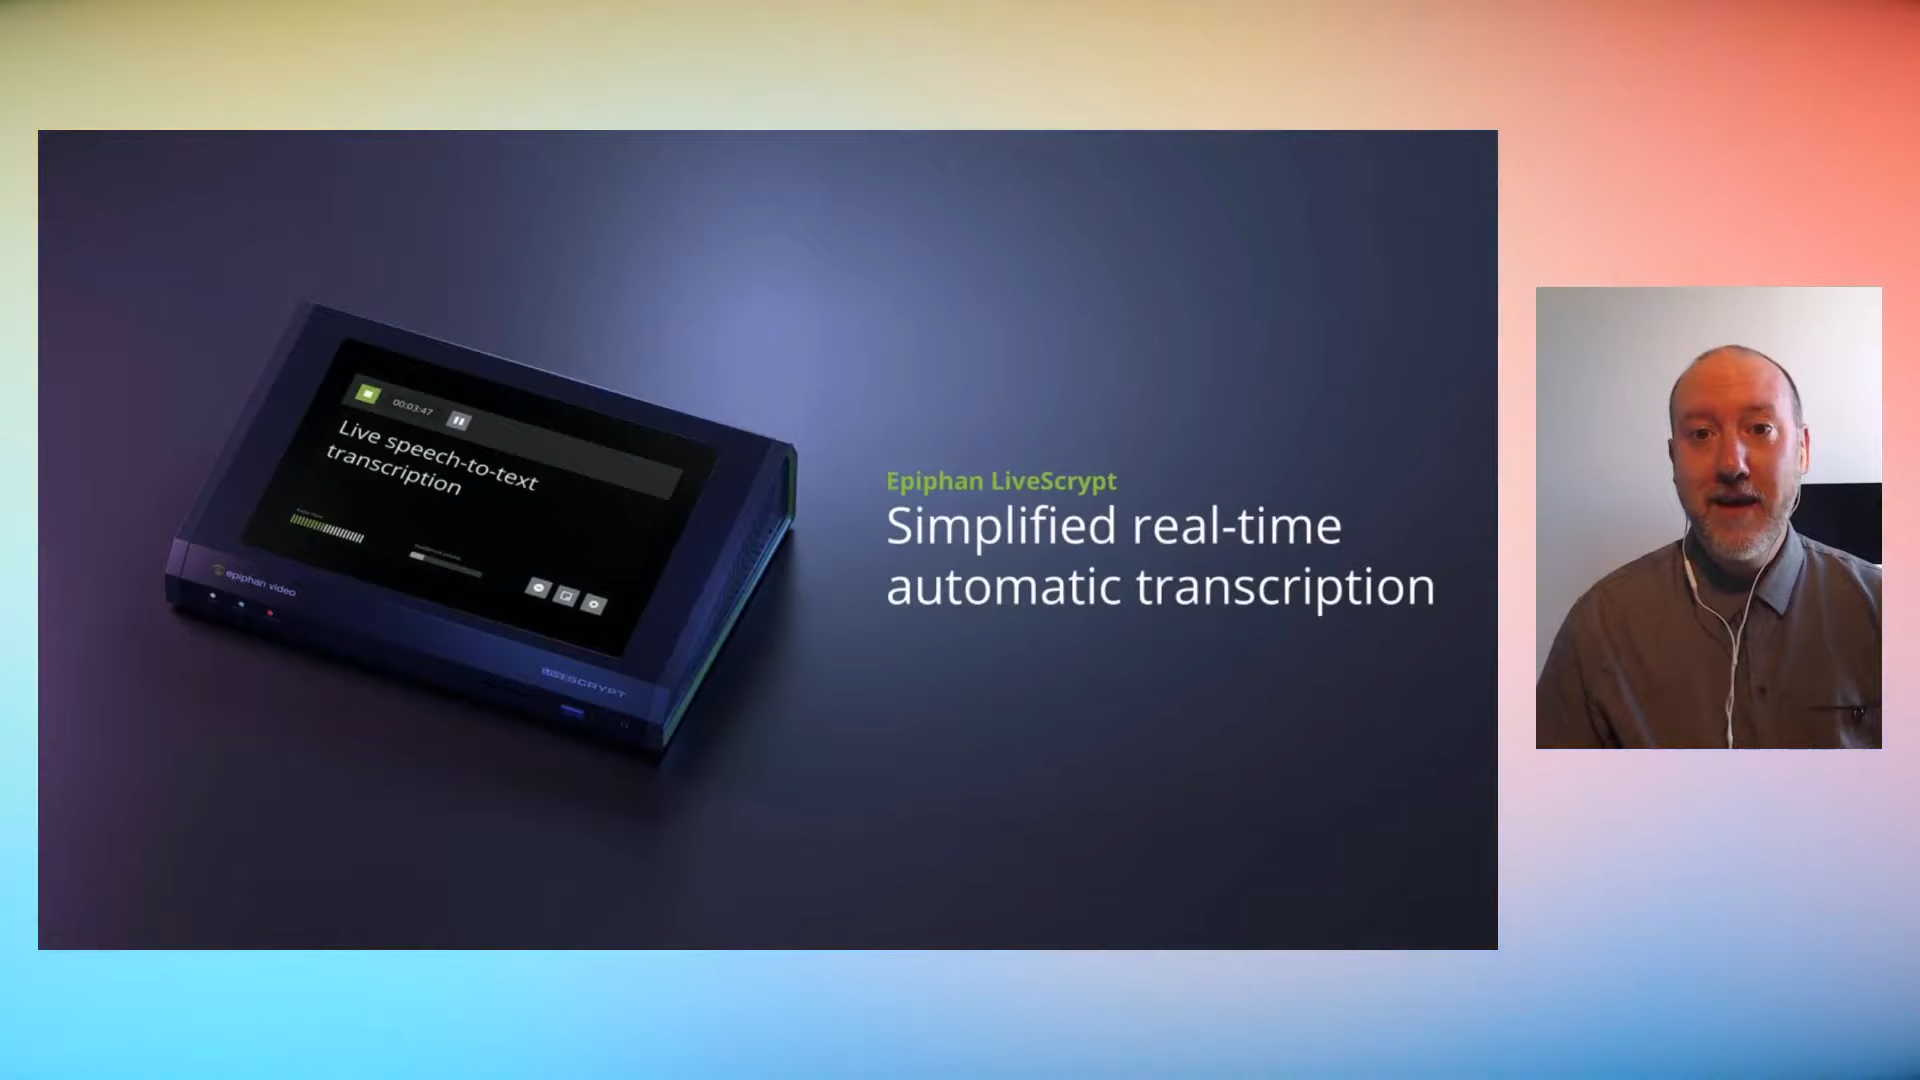 00:03:47
Live speech-to-text
transcription
epiphan video
SCRYPT
Epiphan LiveScrypt
Simplified real-time
automatic transcription